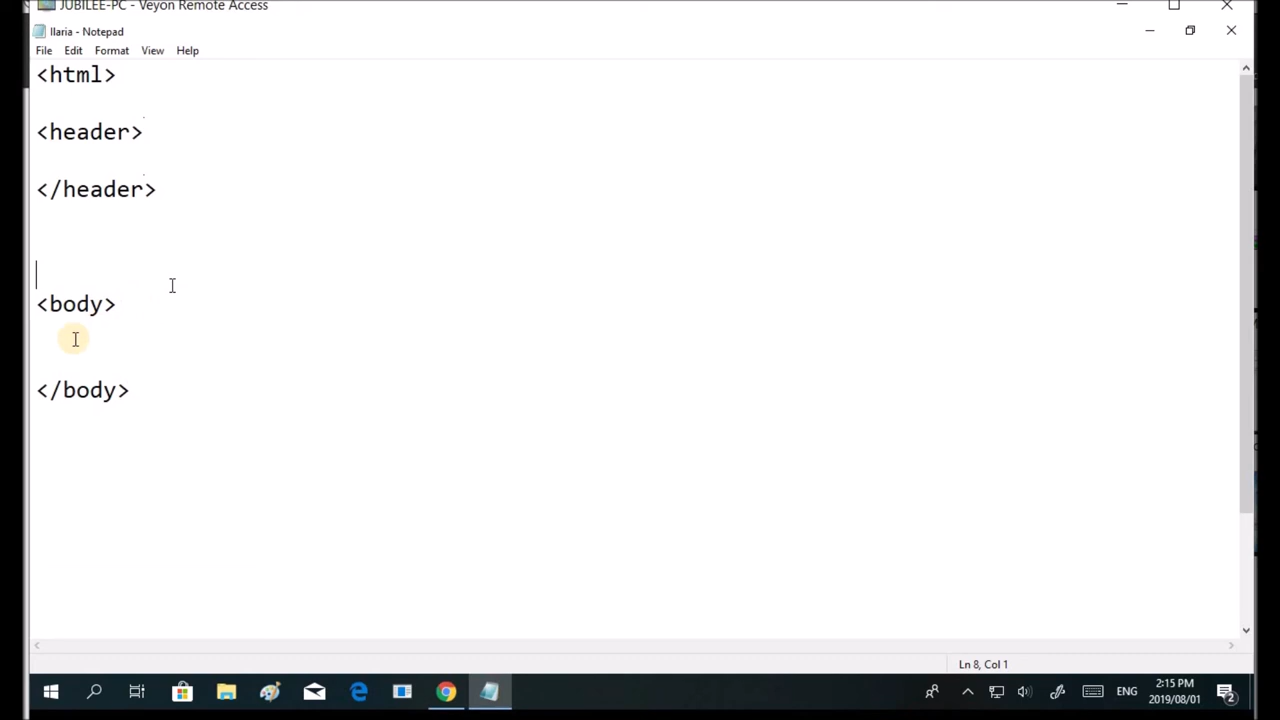 JUBILEE-PC - Veyon Remote Access
Ilaria - Notepad
File Edit Format View Help
<html>
<header>
</header>
<body>
</body>
Ln 8, Col 1
ENG
2:15 PM
2019/08/01
2